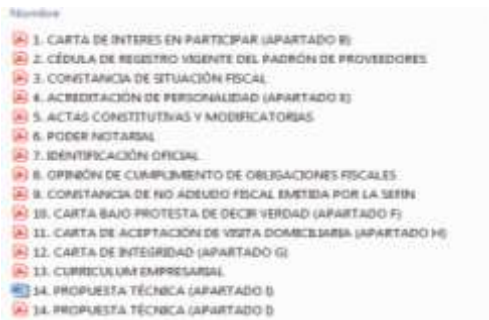 Nombre
1. CARTA DE INTERES EN PARTICIPAR (APARTADO B)
2. CÉDULA DE REGISTRO VIGENTE DEL PADRÓN DE PROVEEDORES
3. CONSTANCIA DE SITUACIÓN FISCAL
4. ACREDITACIÓN DE PERSONALIDAD (APARTADO E)
5. ACTAS CONSTITUTIVAS Y MODIFICATORIAS
6. PODER NOTARIAL
7. IDENTIFICACIÓN OFICIAL
8. OPINIÓN DE CUMPLIMIENTO DE OBLIGACIONES FISCALES
9. CONSTANCIA DE NO ADEUDO FISCAL EMITIDA POR LA SEFIN
10. CARTA BAJO PROTESTA DE DECIR VERDAD (APARTADO F)
11. CARTA DE ACEPTACIÓN DE VISITA DOMICILIARIA (APARTADO H)
12. CARTA DE INTEGRIDAD (APARTADO G)
13. CURRICULUM EMPRESARIAL
14. PROPUESTA TÉCNICA (APARTADO I)
14. PROPUESTA TÉCNICA (APARTADO I)